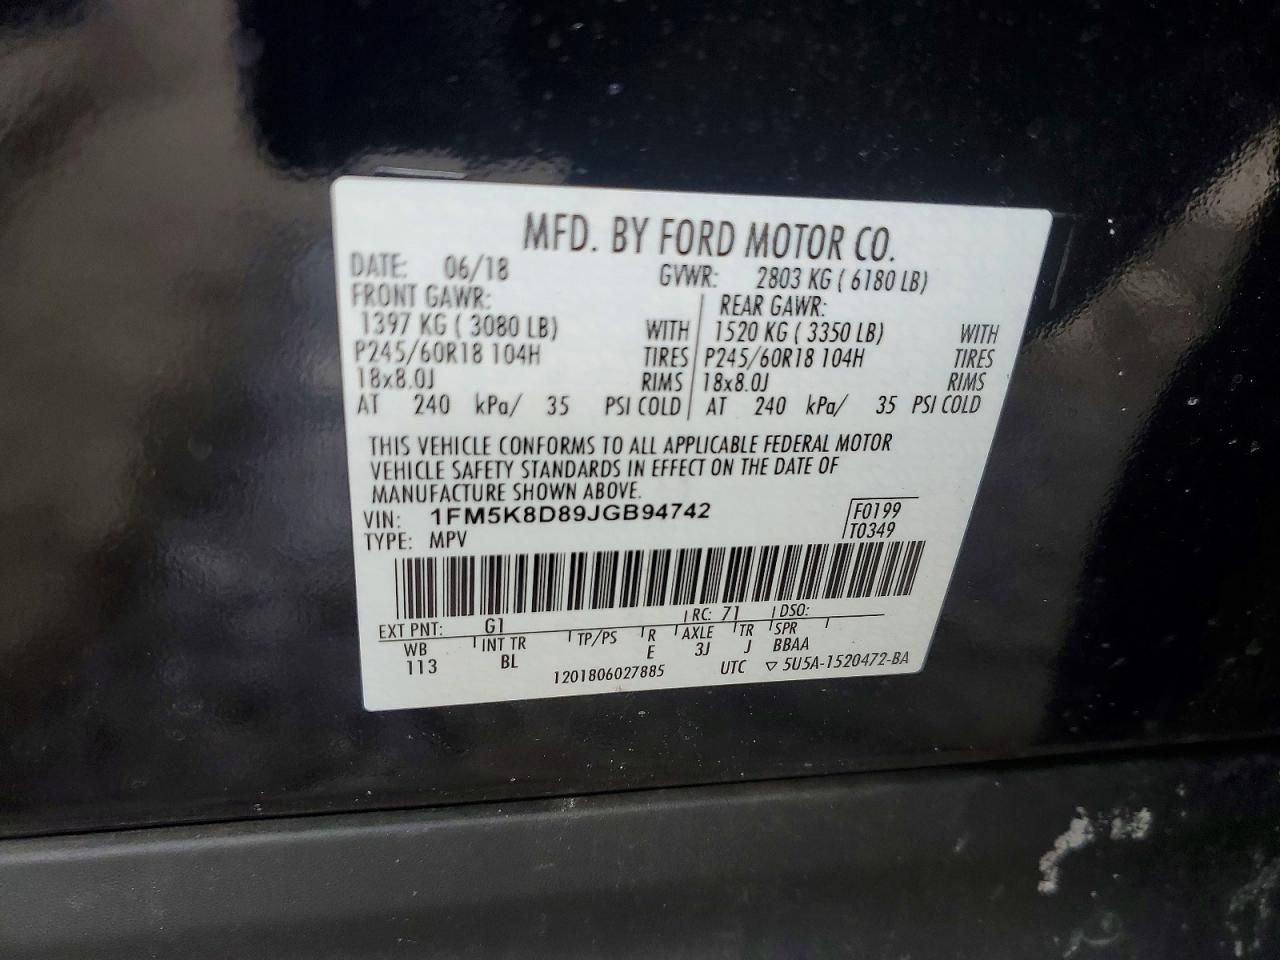 MFD. BY FORD MOTOR CO.
DATE: 06/18 GVWR: 2803 KG ( 6180 LB)
FRONT GAWR: REAR GAWR:
1397 KG ( 3080 LB) WITH 1520 KG ( 3350 LB) WITH
P245/60R18 104H TIRES P245/60R18 104H TIRES
18x8.0J RIMS 18x8.0J RIMS
AT 240 kPa/ 35 PSI COLD AT 240 kPa/ 35 PSI COLD
THIS VEHICLE CONFORMS TO ALL APPLICABLE FEDERAL MOTOR
VEHICLE SAFETY STANDARDS IN EFFECT ON THE DATE OF
MANUFACTURE SHOWN ABOVE.
VIN: 1FM5K8D89JGB94742 F0199
TYPE: MPV T0349
EXT PNT: G1 RC: 71 DSO:
WB INT TR TP/PS R AXLE TR SPR
113 BL E 3J J BBAA
1201806027885 UTC ▽ 5U5A-1520472-BA